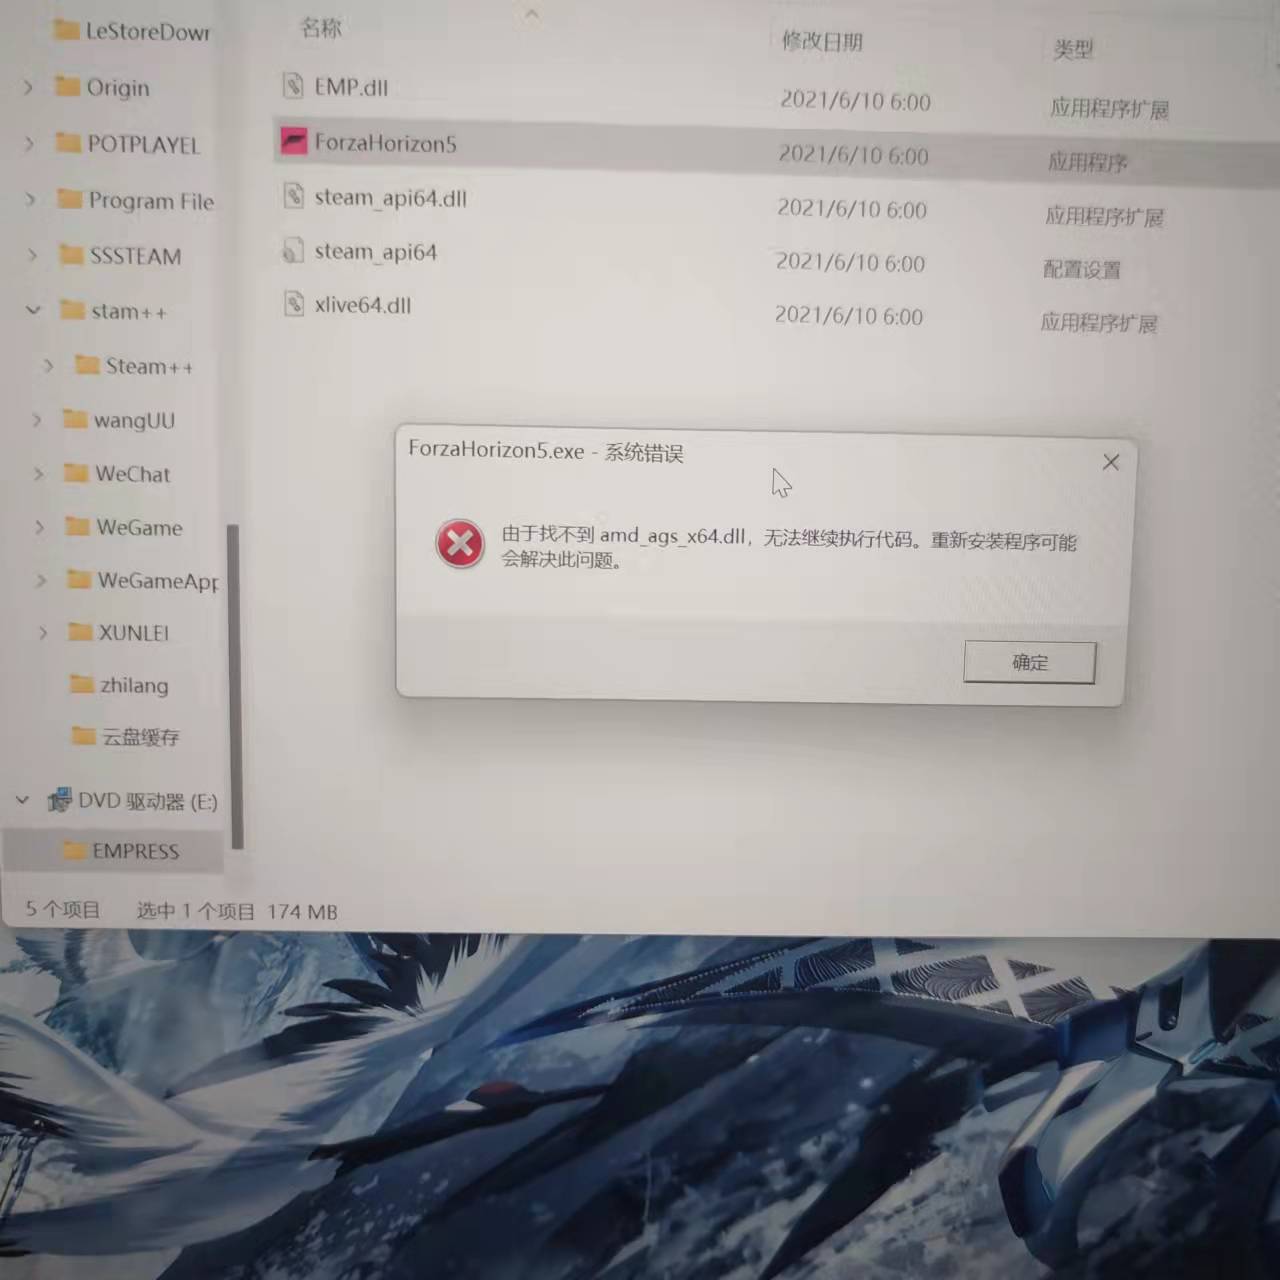 LeStoreDowr
Origin
POTPLAYEL
Program File
SSSTEAM
stam++
Steam++
wangUU
WeChat
WeGame
WeGameApp
XUNLEI
zhilang
云盘缓存
DVD 驱动器 (E:)
EMPRESS
名称 修改日期 类型
EMP.dll 2021/6/10 6:00 应用程序扩展
ForzaHorizon5 2021/6/10 6:00 应用程序
steam_api64.dll 2021/6/10 6:00 应用程序扩展
steam_api64 2021/6/10 6:00 配置设置
xlive64.dll 2021/6/10 6:00 应用程序扩展
ForzaHorizon5.exe - 系统错误
由于找不到 amd_ags_x64.dll，无法继续执行代码。重新安装程序可能
会解决此问题。
确定
5 个项目 选中 1 个项目 174 MB